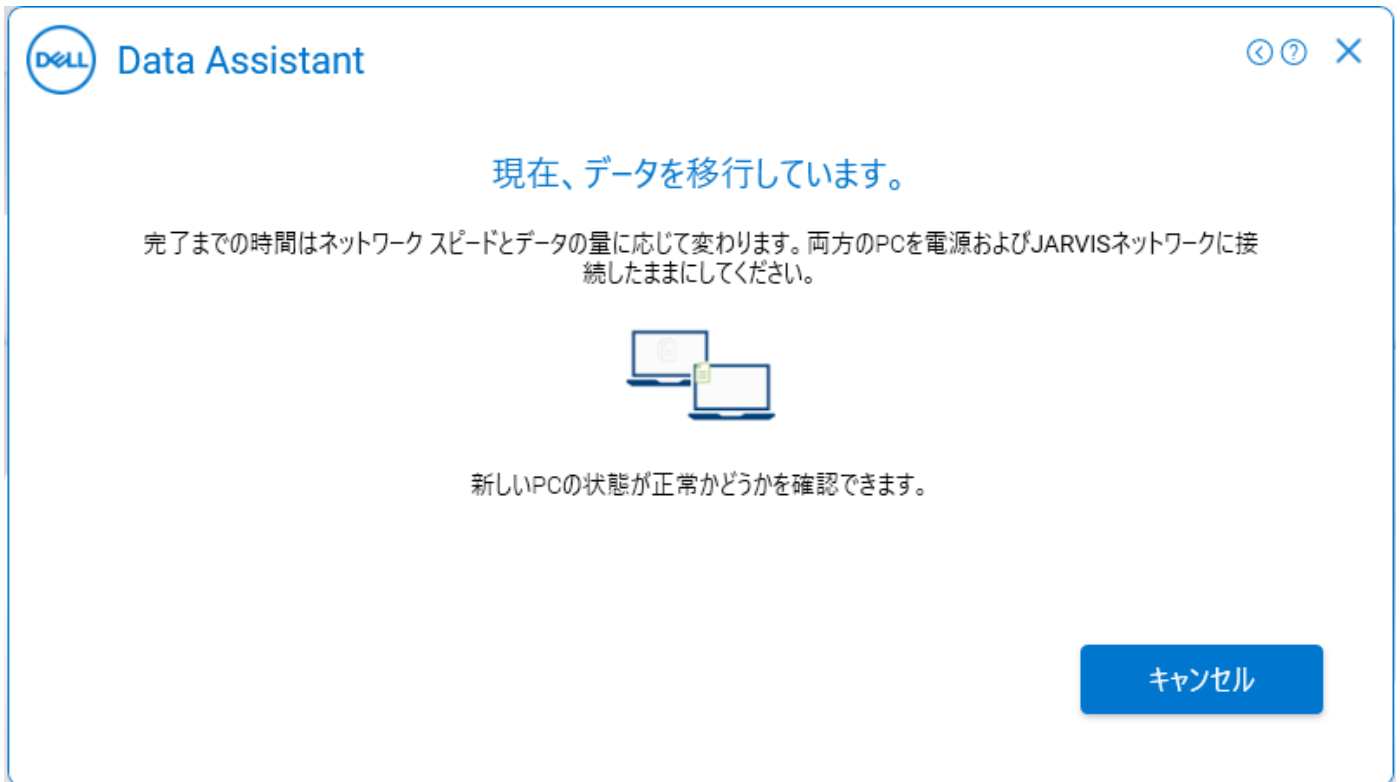 DELL
Data Assistant
現在、データを移行しています。
完了までの時間はネットワーク スピードとデータの量に応じて変わります。両方のPCを電源およびJARVISネットワークに接
続したままにしてください。
新しいPCの状態が正常かどうかを確認できます。
キャンセル